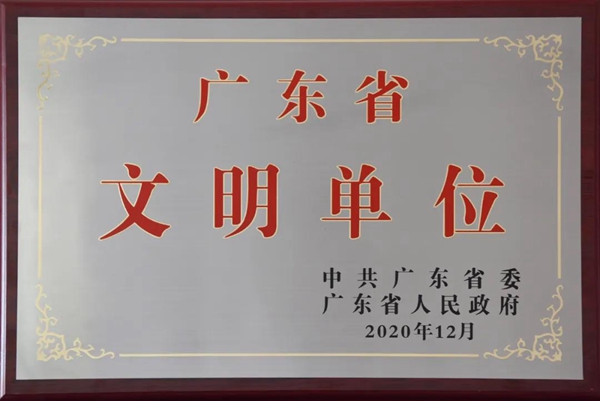 广东省
文明单位
中共广东省委
广东省人民政府
2020年12月